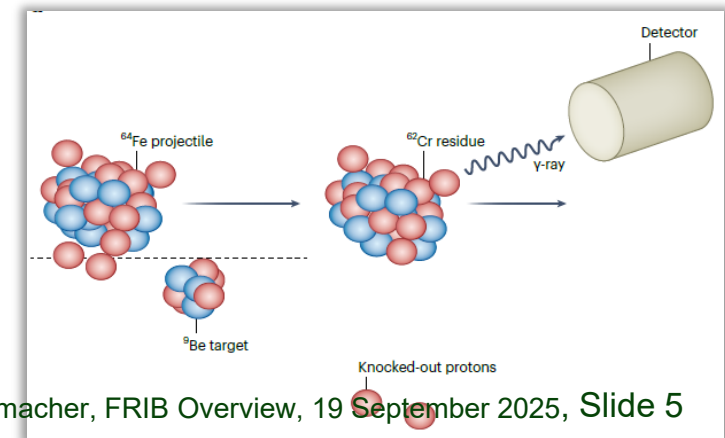 Detector
⁶⁴Fe projectile
⁶²Cr residue
γ-ray
⁹Be target
Knocked-out protons
macher, FRIB Overview, 19 September 2025, Slide 5